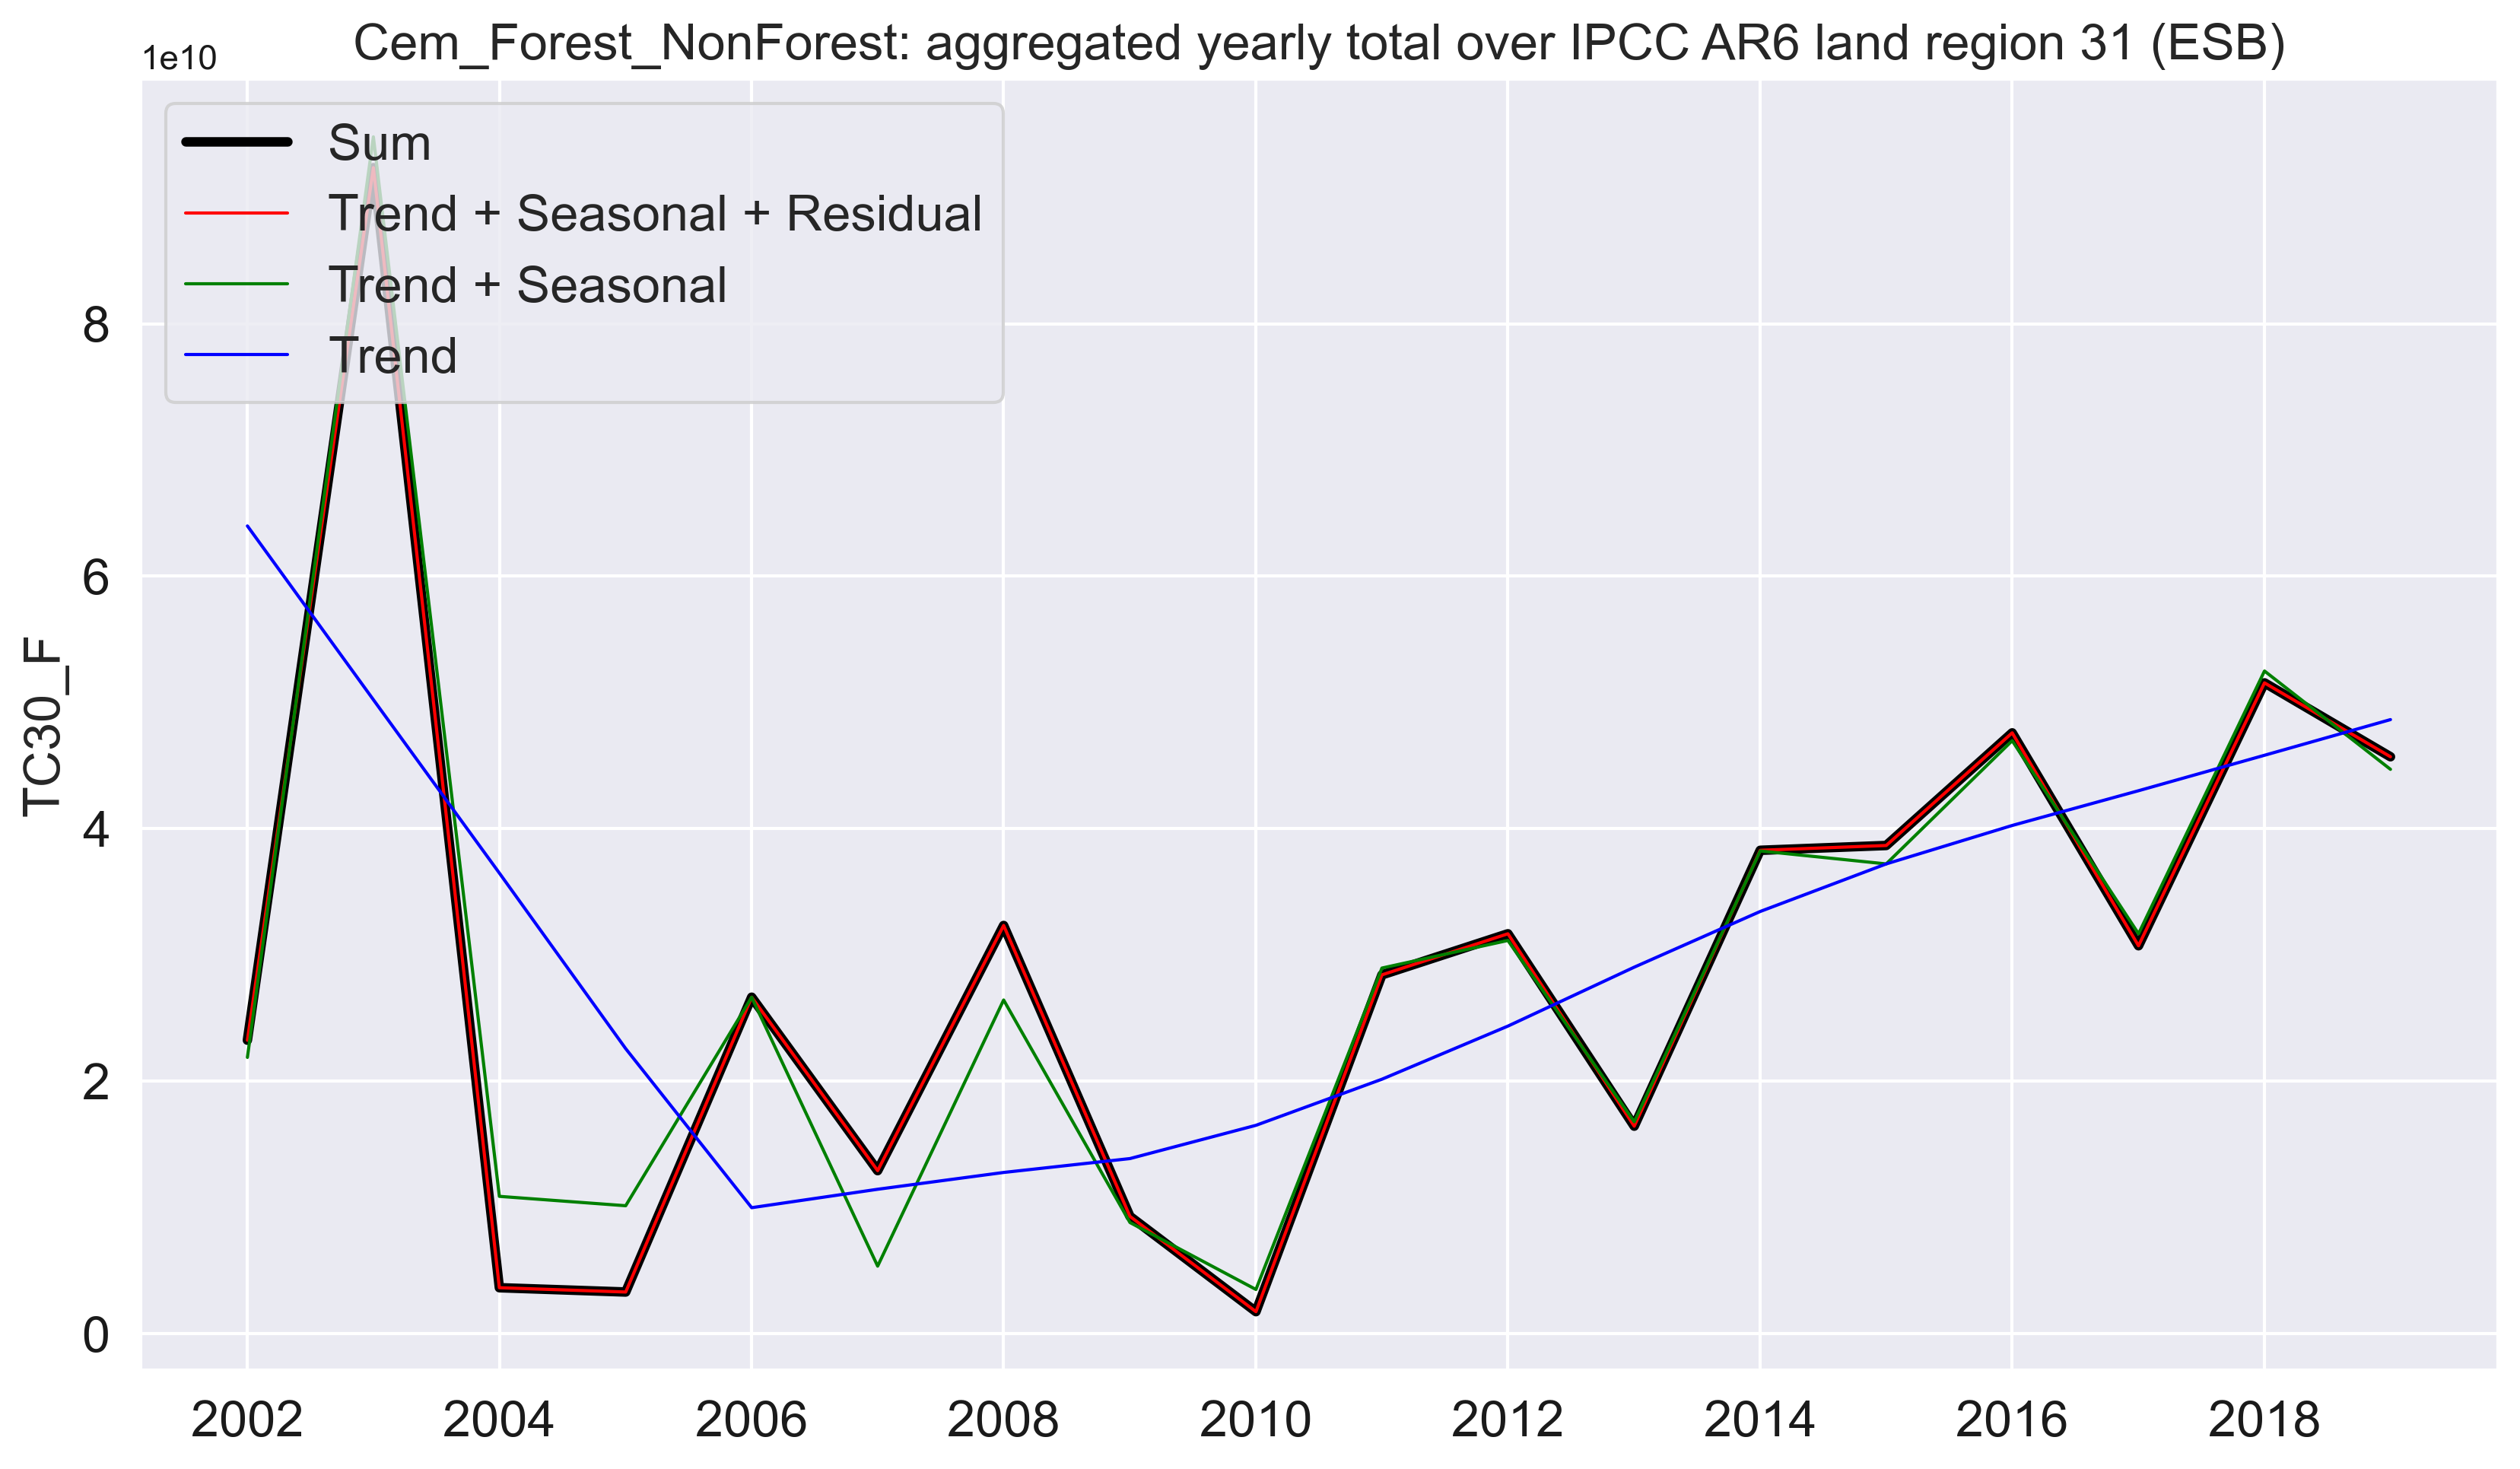 Cem_Forest_NonForest: aggregated yearly total over IPCC AR6 land region 31 (ESB)
1e10
Sum
Trend + Seasonal + Residual
Trend + Seasonal
Trend
8
6
4
2
0
TC30_F
2002 2004 2006 2008 2010 2012 2014 2016 2018